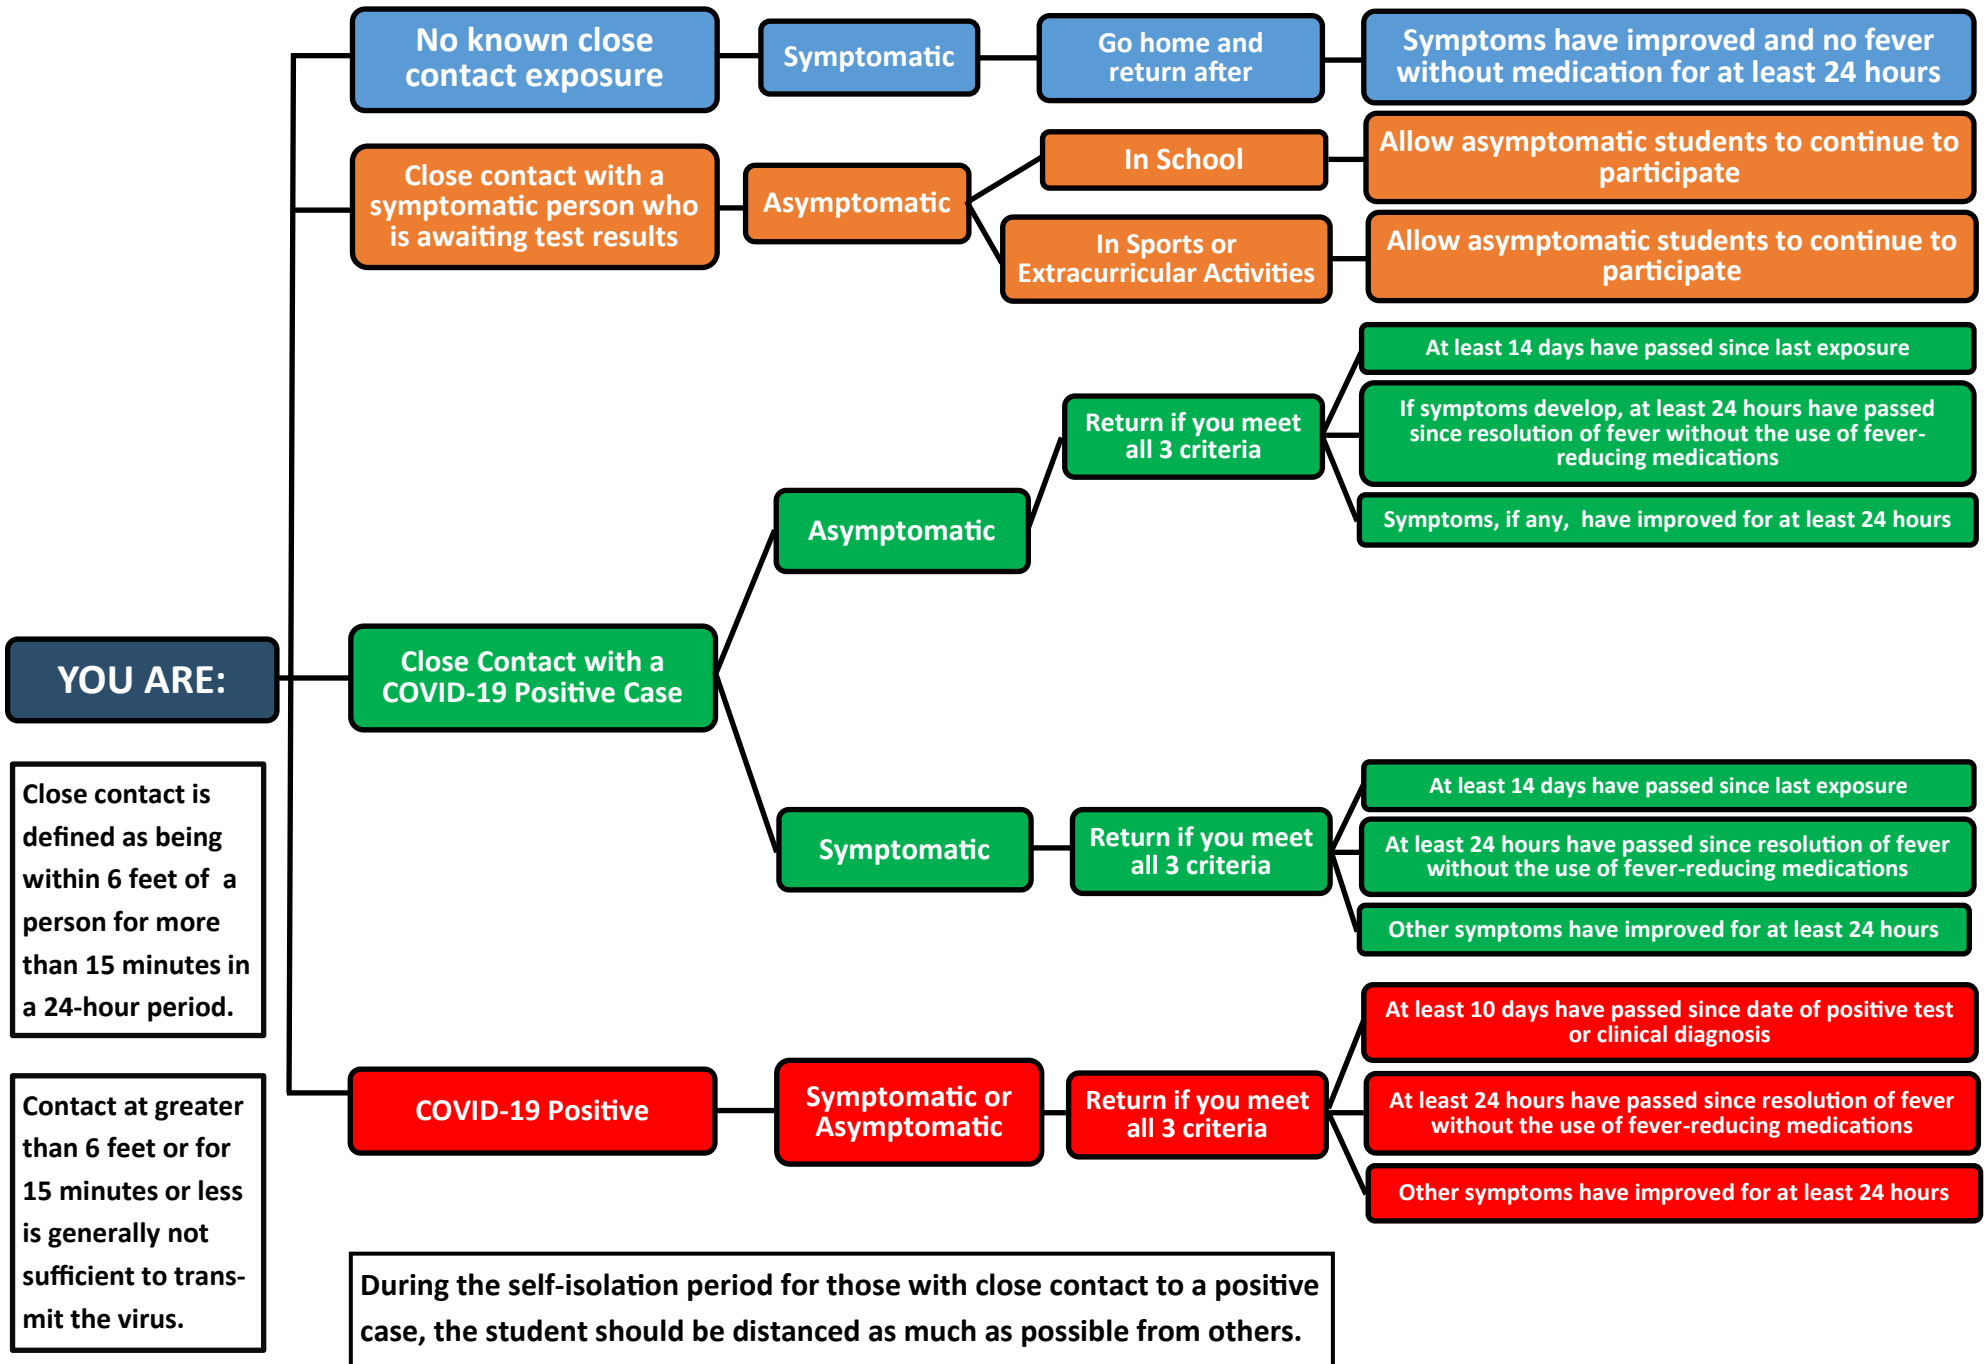 No known close
contact exposure
Symptomatic
Go home and
return after
Symptoms have improved and no fever
without medication for at least 24 hours
Close contact with a
symptomatic person who
is awaiting test results
Asymptomatic
In School
Allow asymptomatic students to continue to
participate
In Sports or
Extracurricular Activities
Allow asymptomatic students to continue to
participate
YOU ARE:
Close Contact with a
COVID-19 Positive Case
Asymptomatic
Return if you meet
all 3 criteria
At least 14 days have passed since last exposure
If symptoms develop, at least 24 hours have passed
since resolution of fever without the use of fever-
reducing medications
Symptoms, if any, have improved for at least 24 hours
Symptomatic
Return if you meet
all 3 criteria
At least 14 days have passed since last exposure
At least 24 hours have passed since resolution of fever
without the use of fever-reducing medications
Other symptoms have improved for at least 24 hours
COVID-19 Positive
Symptomatic or
Asymptomatic
Return if you meet
all 3 criteria
At least 10 days have passed since date of positive test
or clinical diagnosis
At least 24 hours have passed since resolution of fever
without the use of fever-reducing medications
Other symptoms have improved for at least 24 hours
Close contact is
defined as being
within 6 feet of a
person for more
than 15 minutes in
a 24-hour period.
Contact at greater
than 6 feet or for
15 minutes or less
is generally not
sufficient to trans-
mit the virus.
During the self-isolation period for those with close contact to a positive
case, the student should be distanced as much as possible from others.